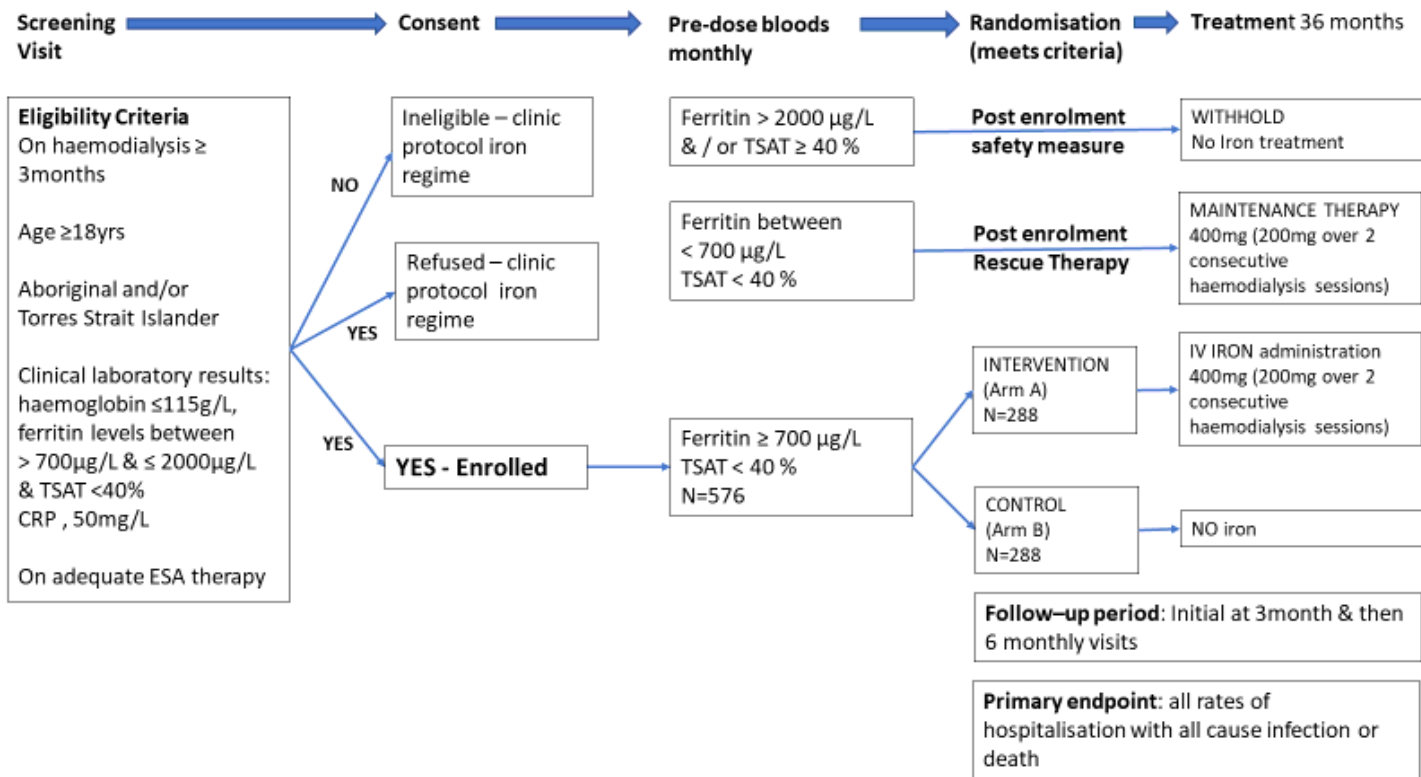 Screening
Visit
Consent
Pre-dose bloods
monthly
Randomisation
(meets criteria)
Treatment 36 months
Eligibility Criteria
On haemodialysis ≥
3months
Age ≥18yrs
Aboriginal and/or
Torres Strait Islander
Clinical laboratory results:
haemoglobin ≤115g/L,
ferritin levels between
> 700µg/L & ≤ 2000µg/L
& TSAT <40%
CRP , 50mg/L
On adequate ESA therapy
NO
YES
YES
Ineligible – clinic
protocol iron
regime
Refused – clinic
protocol iron
regime
YES - Enrolled
Ferritin > 2000 µg/L
& / or TSAT ≥ 40 %
Post enrolment
safety measure
WITHHOLD
No Iron treatment
Ferritin between
< 700 µg/L
TSAT < 40 %
Post enrolment
Rescue Therapy
MAINTENANCE THERAPY
400mg (200mg over 2
consecutive
haemodialysis sessions)
Ferritin ≥ 700 µg/L
TSAT < 40 %
N=576
INTERVENTION
(Arm A)
N=288
IV IRON administration
400mg (200mg over 2
consecutive
haemodialysis sessions)
CONTROL
(Arm B)
N=288
NO iron
Follow–up period: Initial at 3month & then
6 monthly visits
Primary endpoint: all rates of
hospitalisation with all cause infection or
death